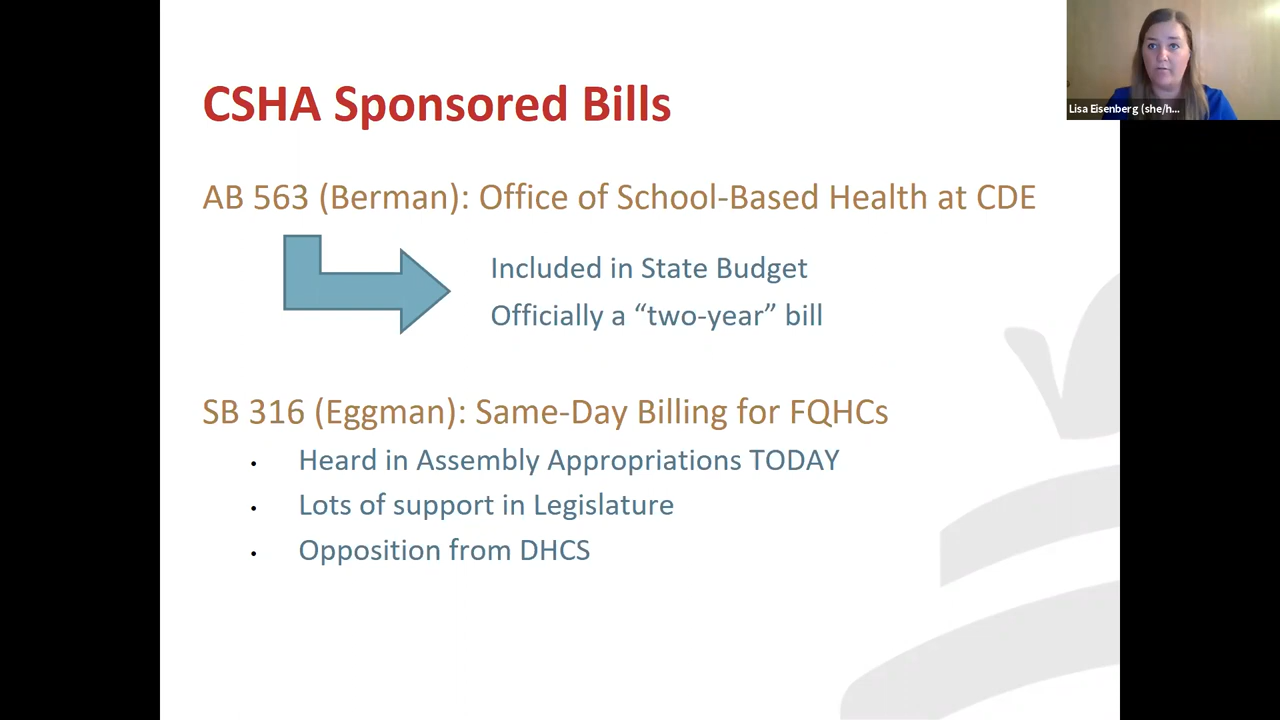 CSHA Sponsored Bills
Lisa Eisenberg (she/h...
AB 563 (Berman): Office of School-Based Health at CDE
Included in State Budget
Officially a “two-year” bill
SB 316 (Eggman): Same-Day Billing for FQHCs
• Heard in Assembly Appropriations TODAY
• Lots of support in Legislature
• Opposition from DHCS